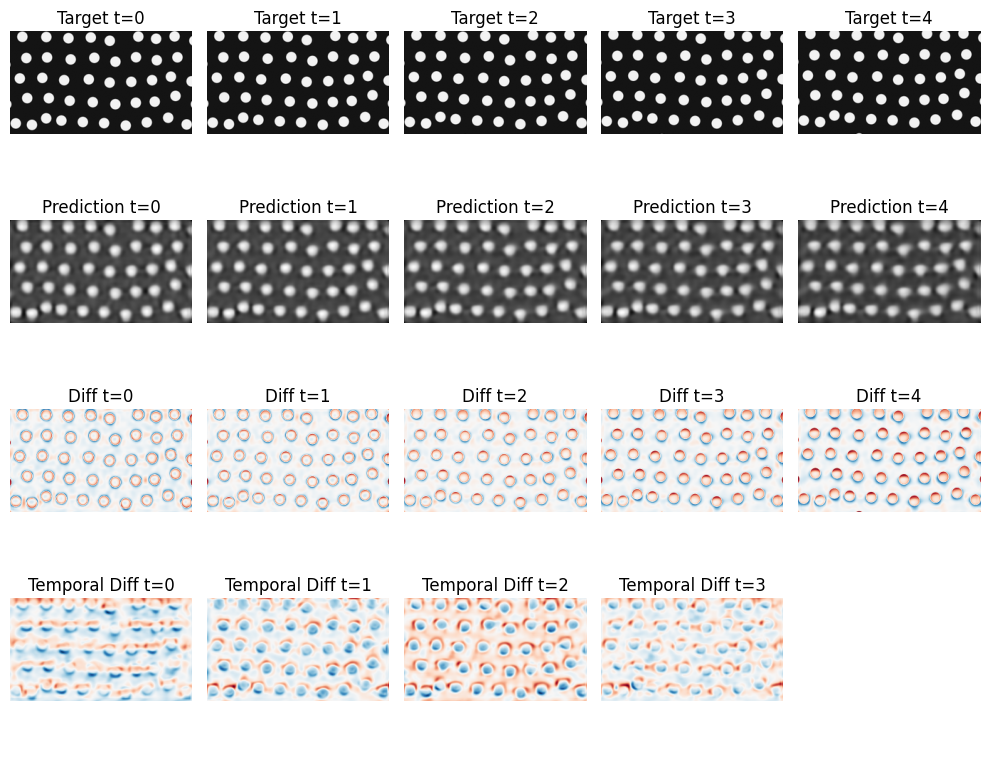 Target t=0 Target t=1 Target t=2 Target t=3 Target t=4
Prediction t=0 Prediction t=1 Prediction t=2 Prediction t=3 Prediction t=4
Diff t=0 Diff t=1 Diff t=2 Diff t=3 Diff t=4
Temporal Diff t=0 Temporal Diff t=1 Temporal Diff t=2 Temporal Diff t=3